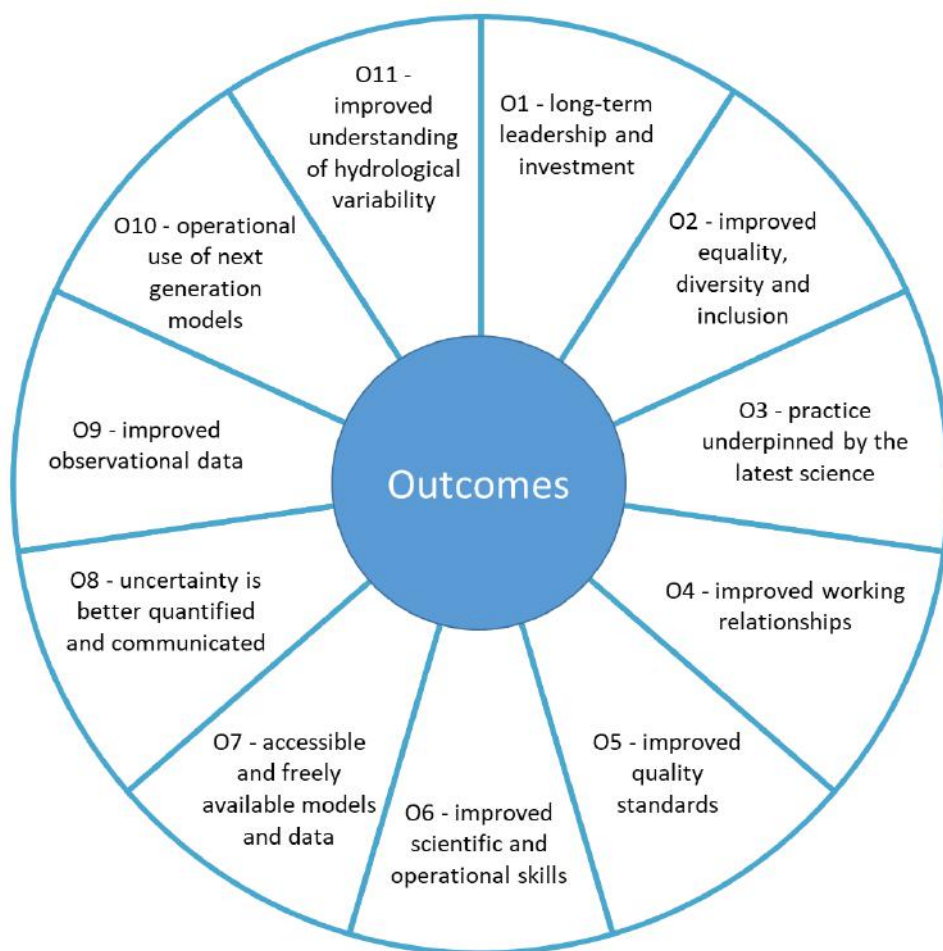 O11 -
improved
understanding
of hydrological
variability
O1 - long-term
leadership and
investment
O2 - improved
equality,
diversity and
inclusion
O3 - practice
underpinned by the
latest science
O4 - improved working
relationships
O5 - improved
quality
standards
O6 - improved
scientific and
operational skills
O7 - accessible
and freely
available models
and data
O8 - uncertainty is
better quantified
and communicated
O9 - improved
observational data
O10 - operational
use of next
generation
models
Outcomes